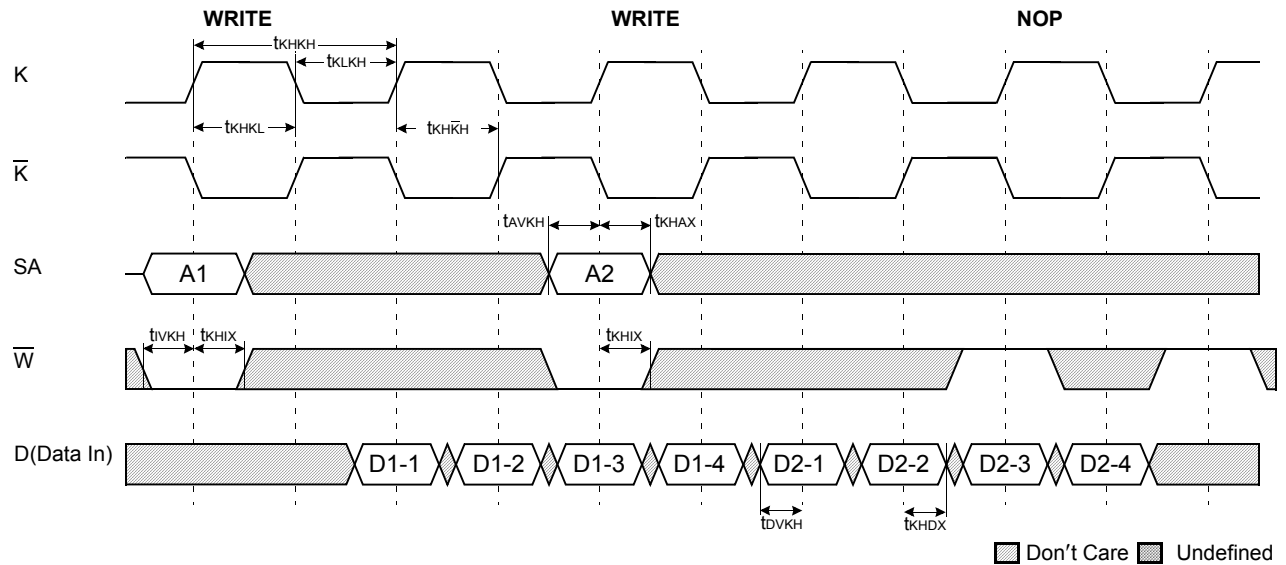 WRITE WRITE NOP
tKHKH
tKLKH
K
tKHKL tKHK̅H
K̅
tAVKH tKHAX
SA A1 A2
tIVKH tKHIX tKHIX
W̅
D(Data In) D1-1 D1-2 D1-3 D1-4 D2-1 D2-2 D2-3 D2-4
tDVKH tKHDX
Don't Care Undefined